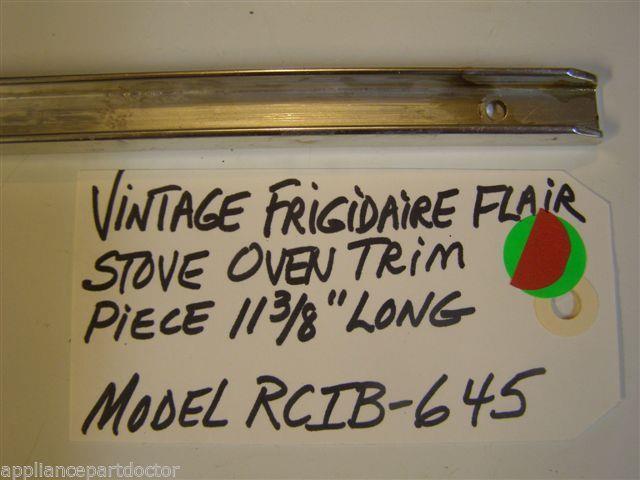 VINTAGE FRIGIDAIRE FLAIR
STOVE OVEN TRIM
PIECE 11 3/8" LONG
MODEL RCIB-645
appliancepartdoctor